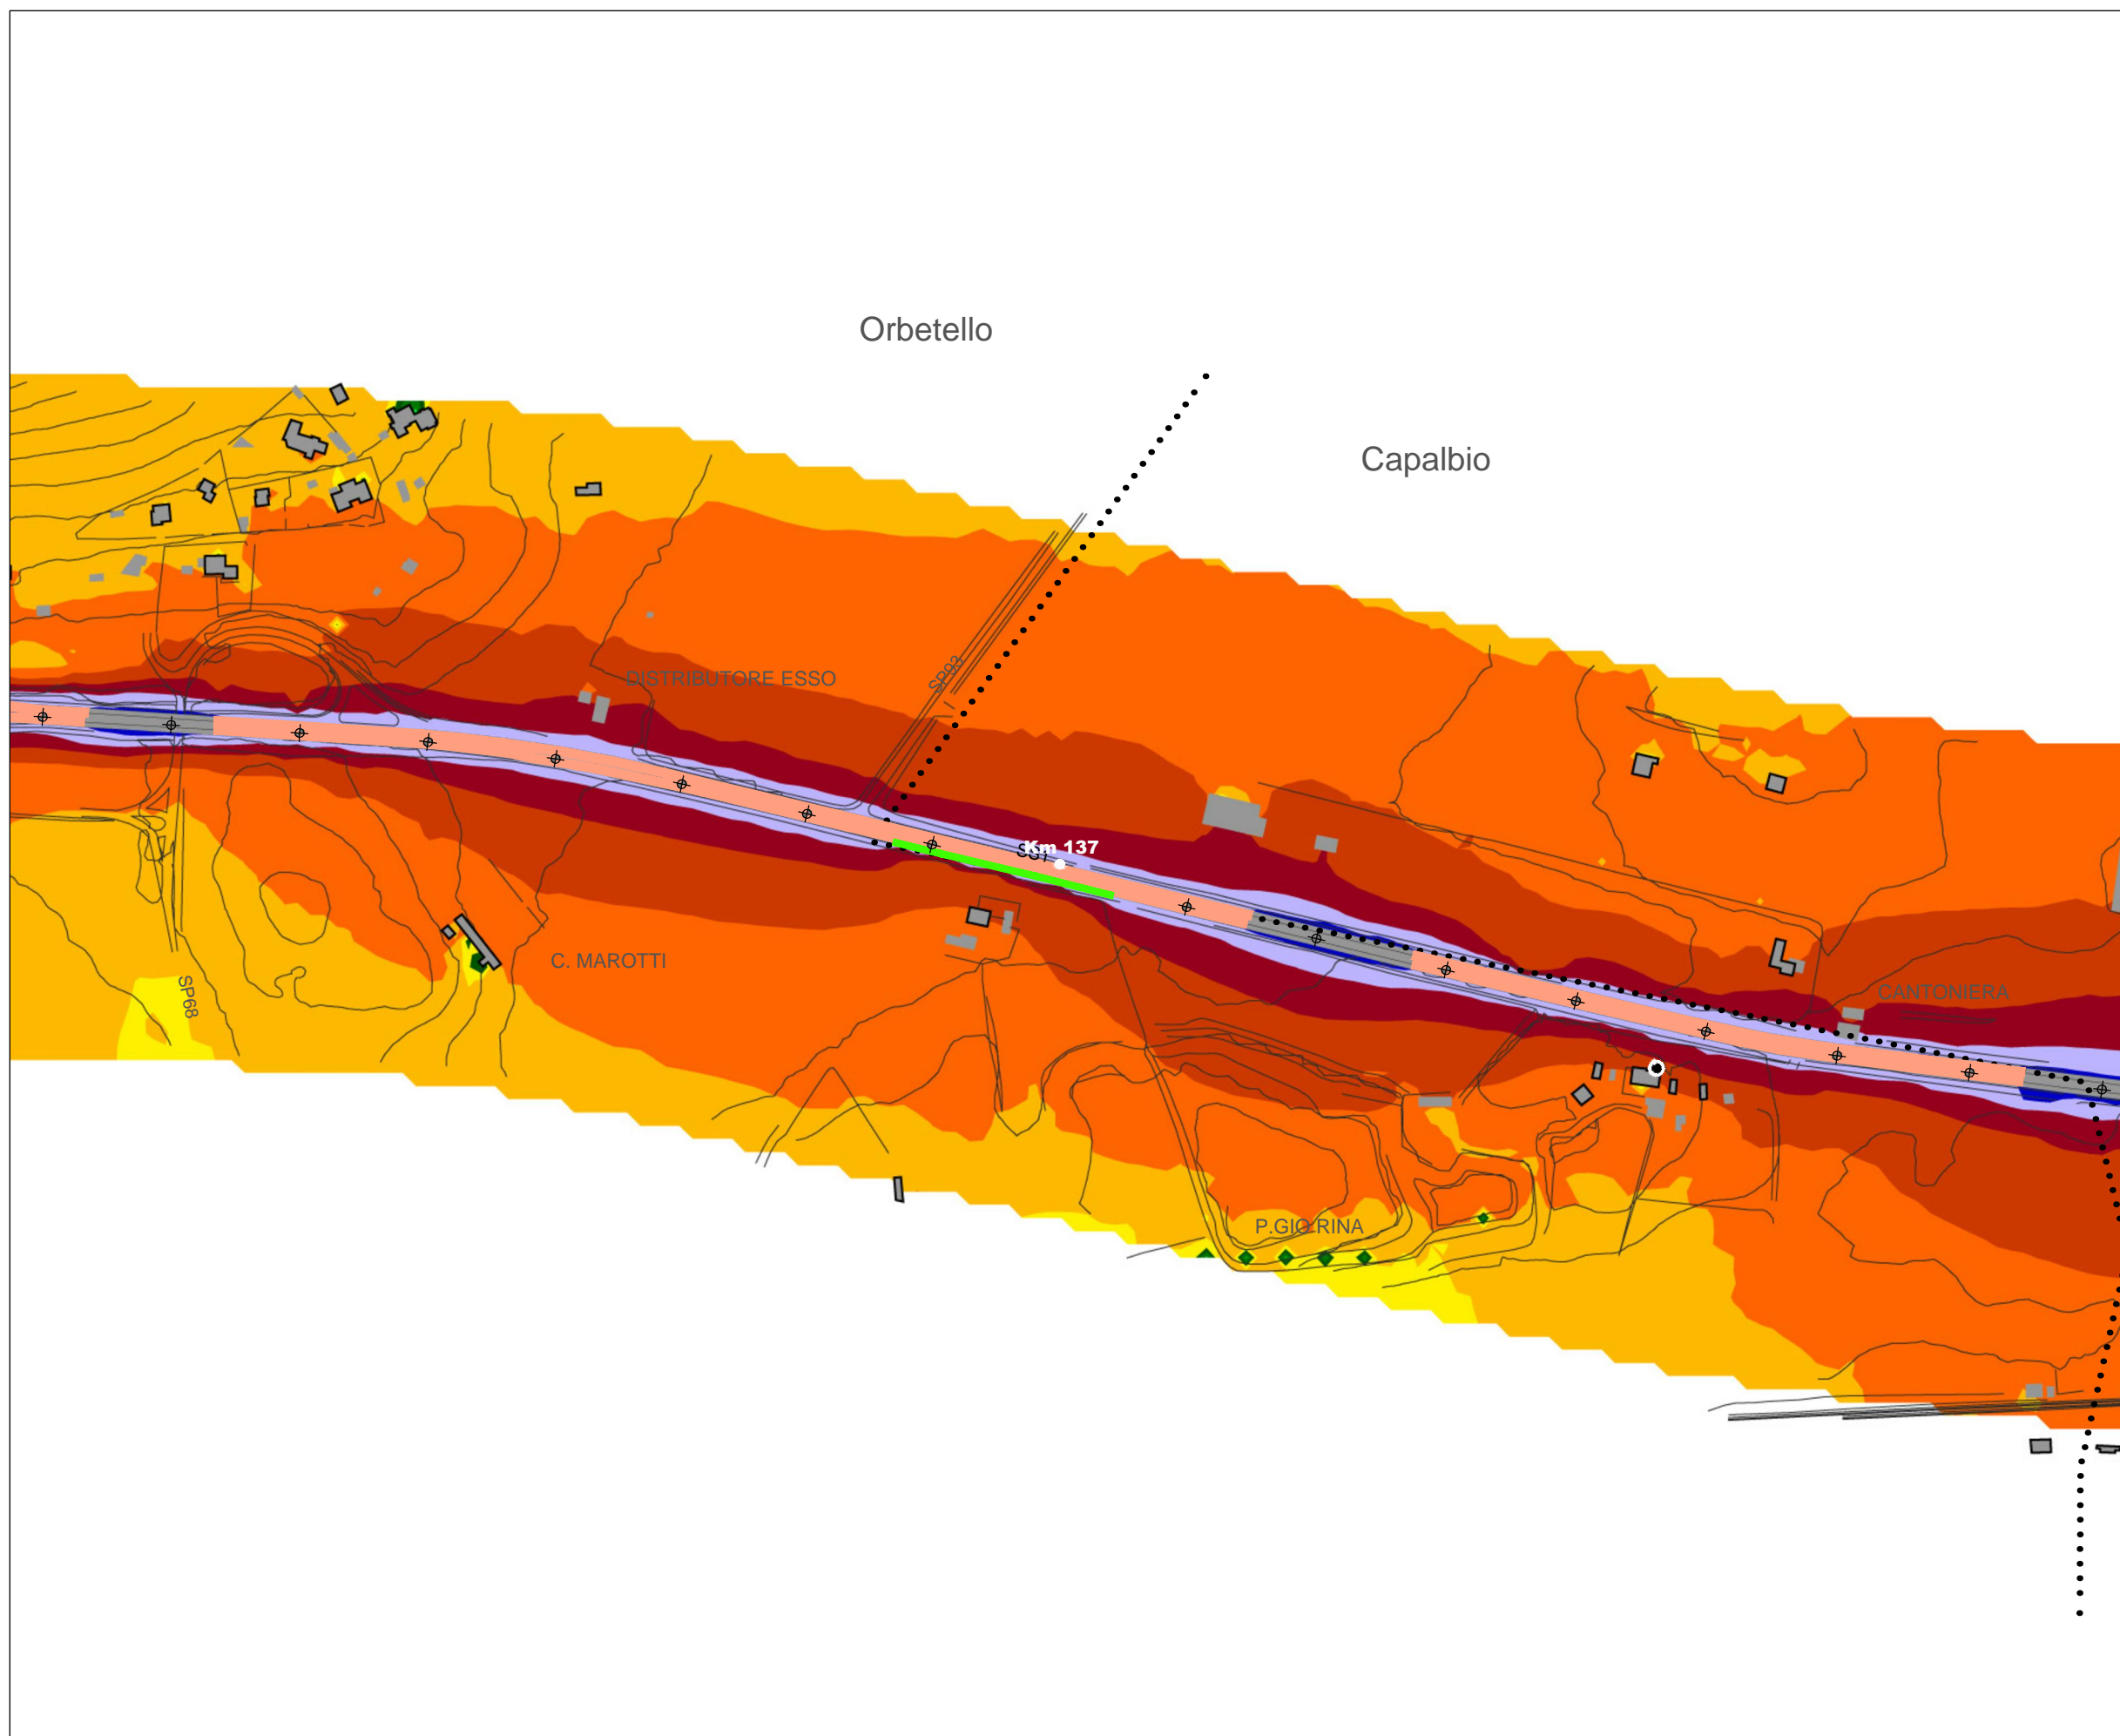 Orbetello
Capalbio
DISTRIBUTORE ESSO
SP93
Km 137
SS1
C. MAROTTI
SP68
CANTONIERA
P.GIO RINA